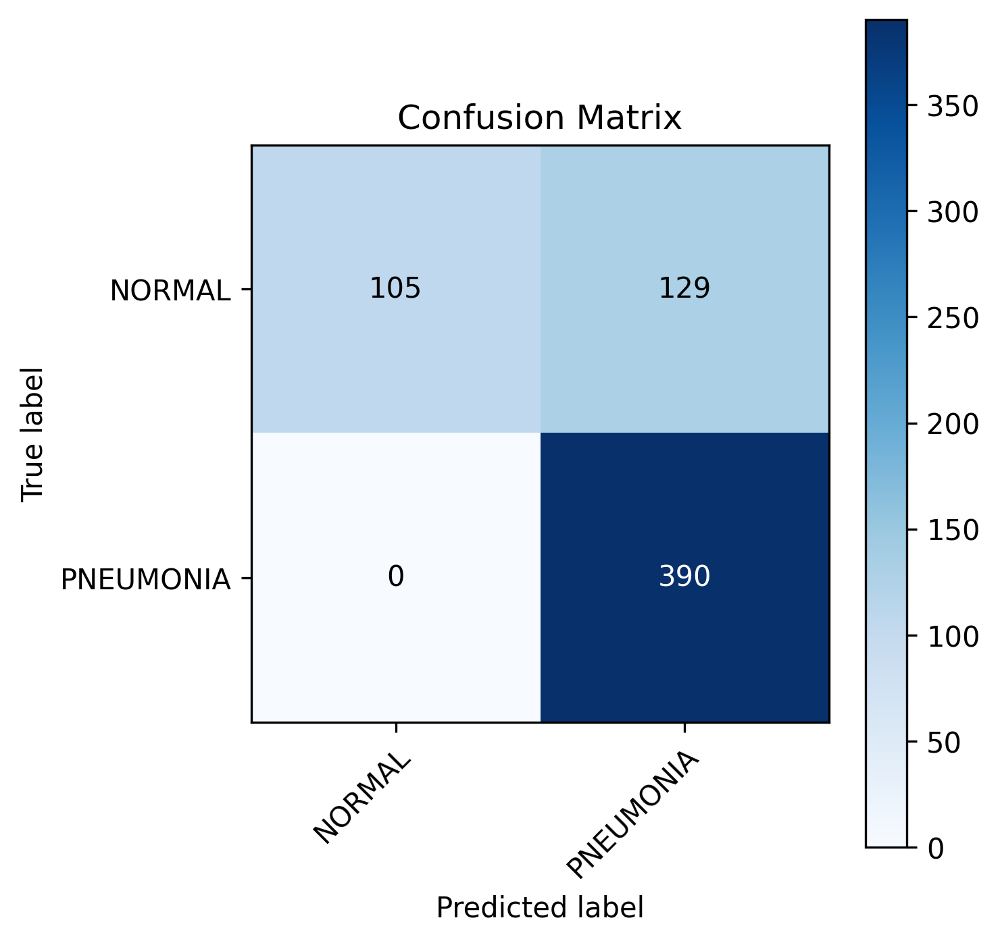 Confusion Matrix
True label
NORMAL
PNEUMONIA
105
129
0
390
NORMAL
PNEUMONIA
Predicted label
350
300
250
200
150
100
50
0